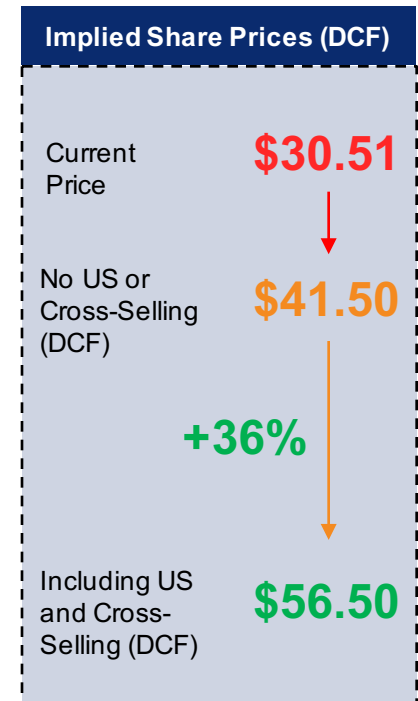 Implied Share Prices (DCF)
Current
Price
$30.51
No US or
Cross-Selling
(DCF)
$41.50
+36%
Including US
and Cross-
Selling (DCF)
$56.50